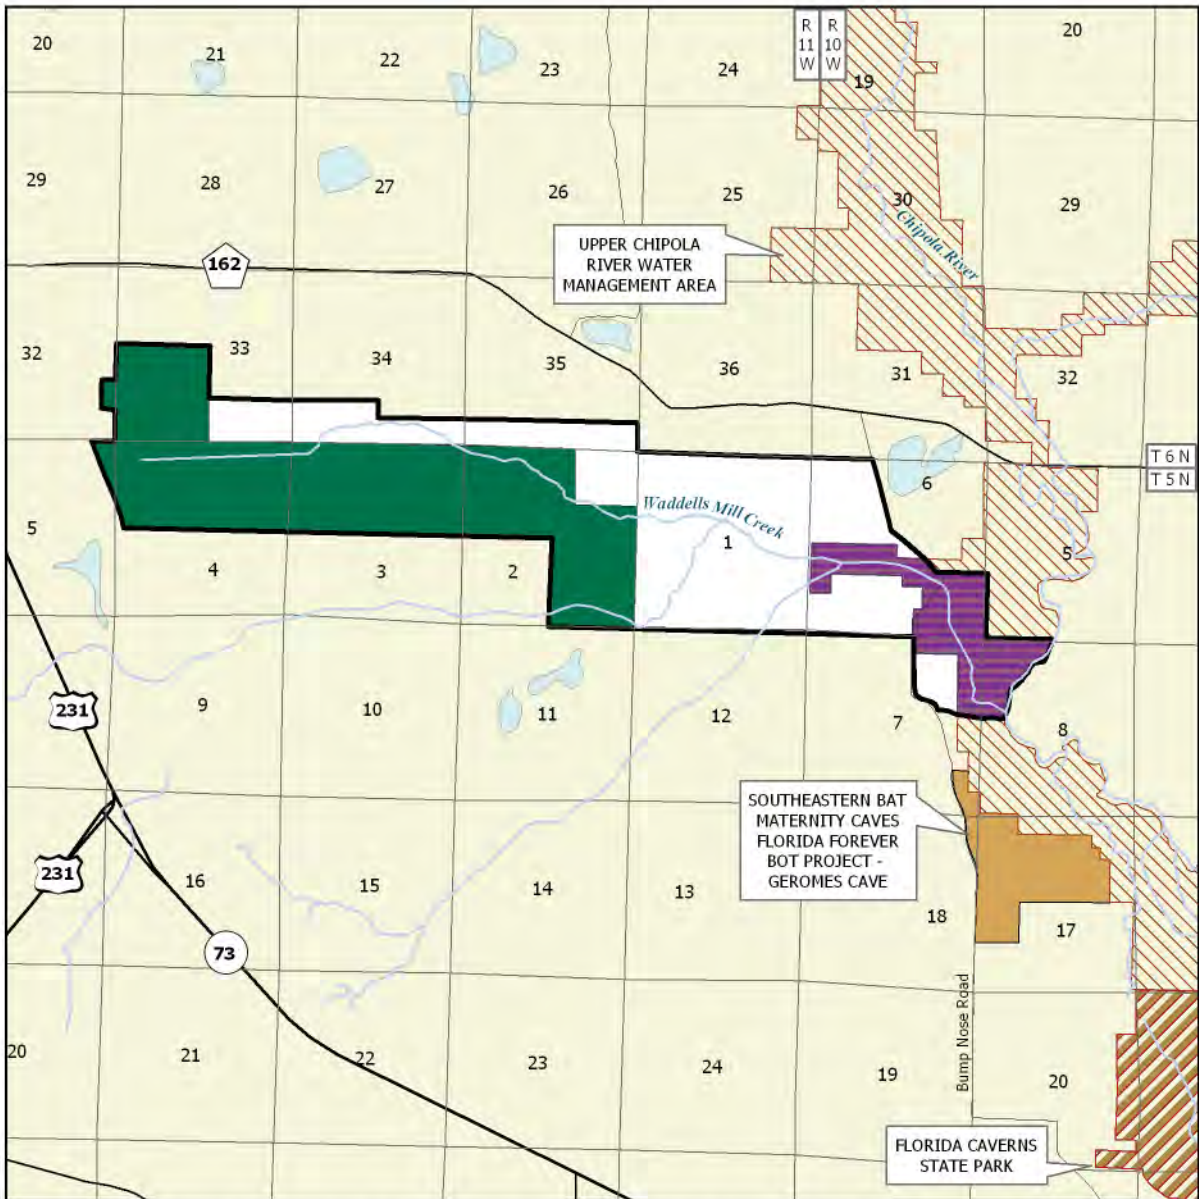 20
21
22
23
24
R
11
W
R
10
W
19
20
29
28
27
26
25
30
29
Chipola River
UPPER CHIPOLA
RIVER WATER
MANAGEMENT AREA
162
32
33
34
35
36
31
32
T 6 N
T 5 N
6
5
4
3
2
Waddells Mill Creek
1
5
231
9
10
11
12
7
8
SOUTHEASTERN BAT
MATERNITY CAVES
FLORIDA FOREVER
BOT PROJECT -
GEROMES CAVE
231
16
15
14
13
18
17
73
Bump Nose Road
20
21
22
23
24
19
20
FLORIDA CAVERNS
STATE PARK